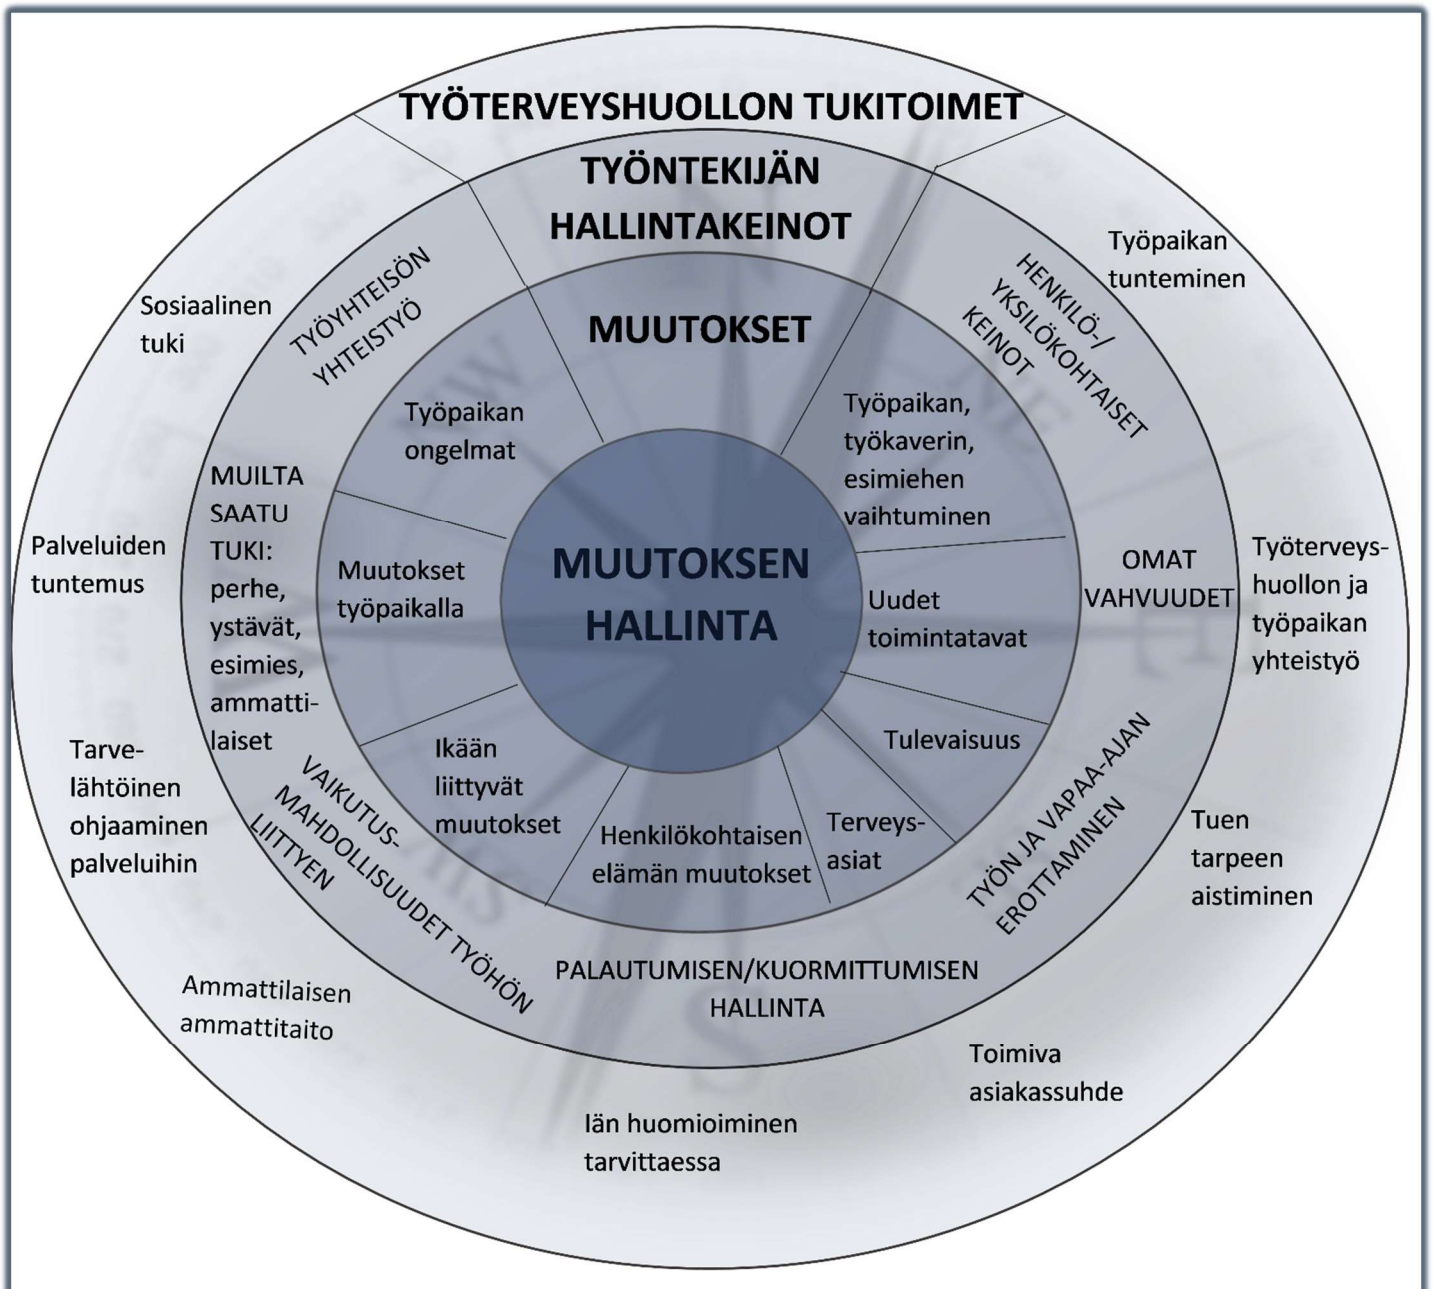 TYÖTERVEYSHUOLLON TUKITOIMET
TYÖNTEKIJÄN
HALLINTAKEINOT
MUUTOKSET
MUUTOKSEN
HALLINTA
Työpaikan,
työkaverin,
esimiehen
vaihtuminen
Uudet
toimintatavat
Tulevaisuus
Terveys-
asiat
Henkilökohtaisen
elämän muutokset
Ikään
liittyvät
muutokset
Muutokset
työpaikalla
Työpaikan
ongelmat
HENKILÖ-/
YKSILÖKOHTAISET
KEINOT
OMAT
VAHVUUDET
TYÖN JA VAPAA-AJAN
EROTTAMINEN
PALAUTUMISEN/KUORMITTUMISEN
HALLINTA
VAIKUTUS-
MAHDOLLISUUDET TYÖHÖN
LIITTYEN
MUILTA
SAATU
TUKI:
perhe,
ystävät,
esimies,
ammatti-
laiset
TYÖYHTEISÖN
YHTEISTYÖ
Työpaikan
tunteminen
Työterveys-
huollon ja
työpaikan
yhteistyö
Tuen
tarpeen
aistiminen
Toimiva
asiakassuhde
Iän huomioiminen
tarvittaessa
Ammattilaisen
ammattitaito
Tarve-
lähtöinen
ohjaaminen
palveluihin
Palveluiden
tuntemus
Sosiaalinen
tuki
N
NE
E
S
SW
W
NW
270